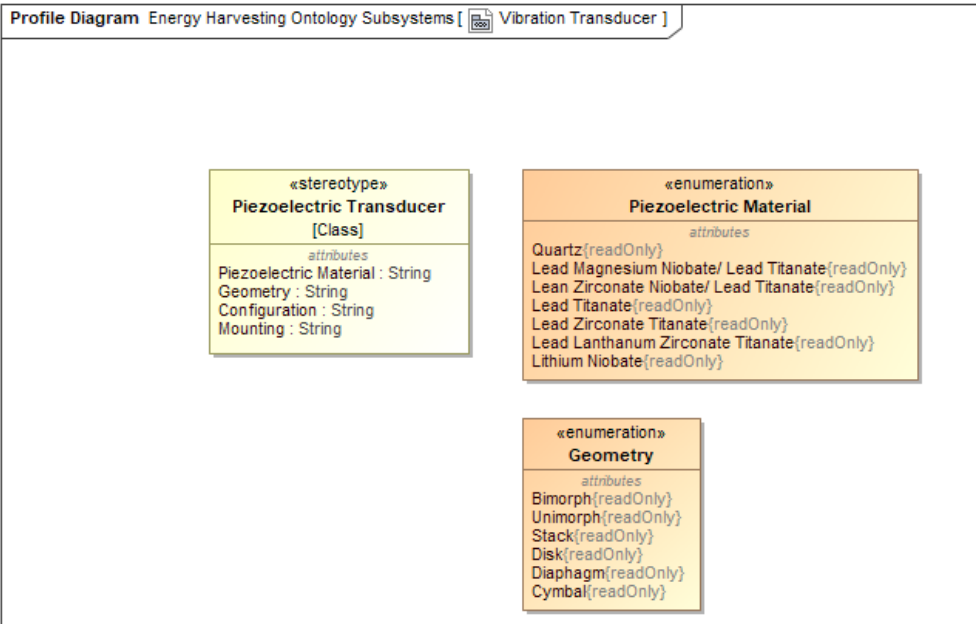 Profile Diagram Energy Harvesting Ontology Subsystems [ Vibration Transducer ]
«stereotype»
Piezoelectric Transducer
[Class]
attributes
Piezoelectric Material : String
Geometry : String
Configuration : String
Mounting : String
«enumeration»
Piezoelectric Material
attributes
Quartz{readOnly}
Lead Magnesium Niobate/ Lead Titanate{readOnly}
Lean Zirconate Niobate/ Lead Titanate{readOnly}
Lead Titanate{readOnly}
Lead Zirconate Titanate{readOnly}
Lead Lanthanum Zirconate Titanate{readOnly}
Lithium Niobate{readOnly}
«enumeration»
Geometry
attributes
Bimorph{readOnly}
Unimorph{readOnly}
Stack{readOnly}
Disk{readOnly}
Diaphagm{readOnly}
Cymbal{readOnly}